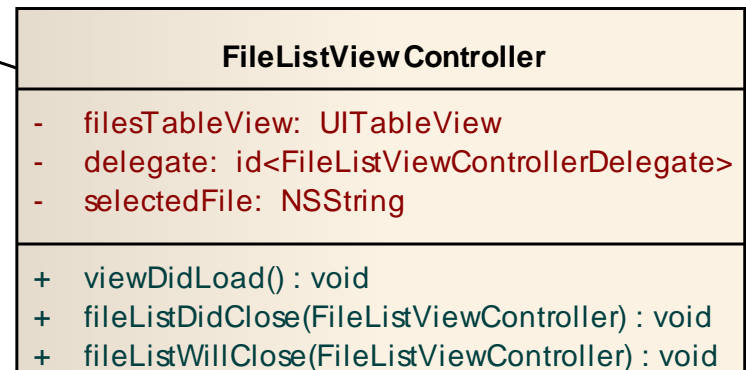 FileListViewController
- filesTableView: UITableView
- delegate: id<FileListViewControllerDelegate>
- selectedFile: NSString
+ viewDidLoad() : void
+ fileListDidClose(FileListViewController) : void
+ fileListWillClose(FileListViewController) : void